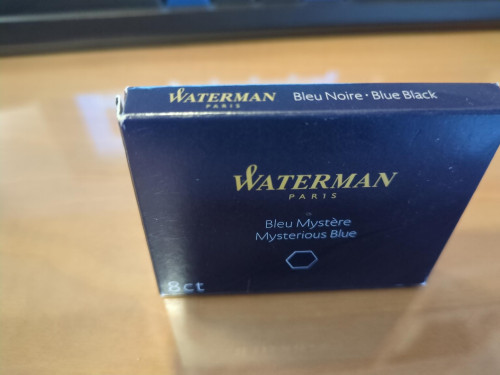 WATERMAN
PARIS
Bleu Noire · Blue Black
WATERMAN
PARIS
Bleu Mystère
Mysterious Blue
8ct